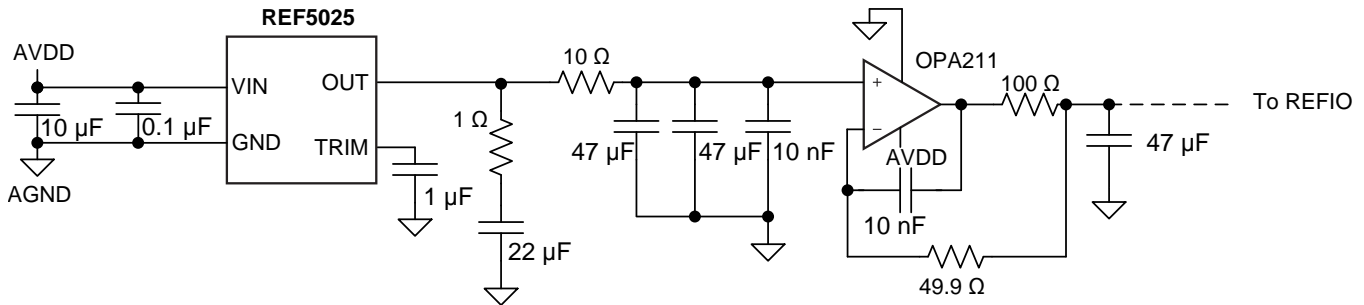 REF5025
AVDD
VIN
OUT
10 Ω
OPA211
100 Ω
To REFIO
10 µF
0.1 µF
1 Ω
GND
TRIM
47 µF
47 µF
10 nF
AVDD
47 µF
AGND
1 µF
22 µF
10 nF
49.9 Ω
+
−